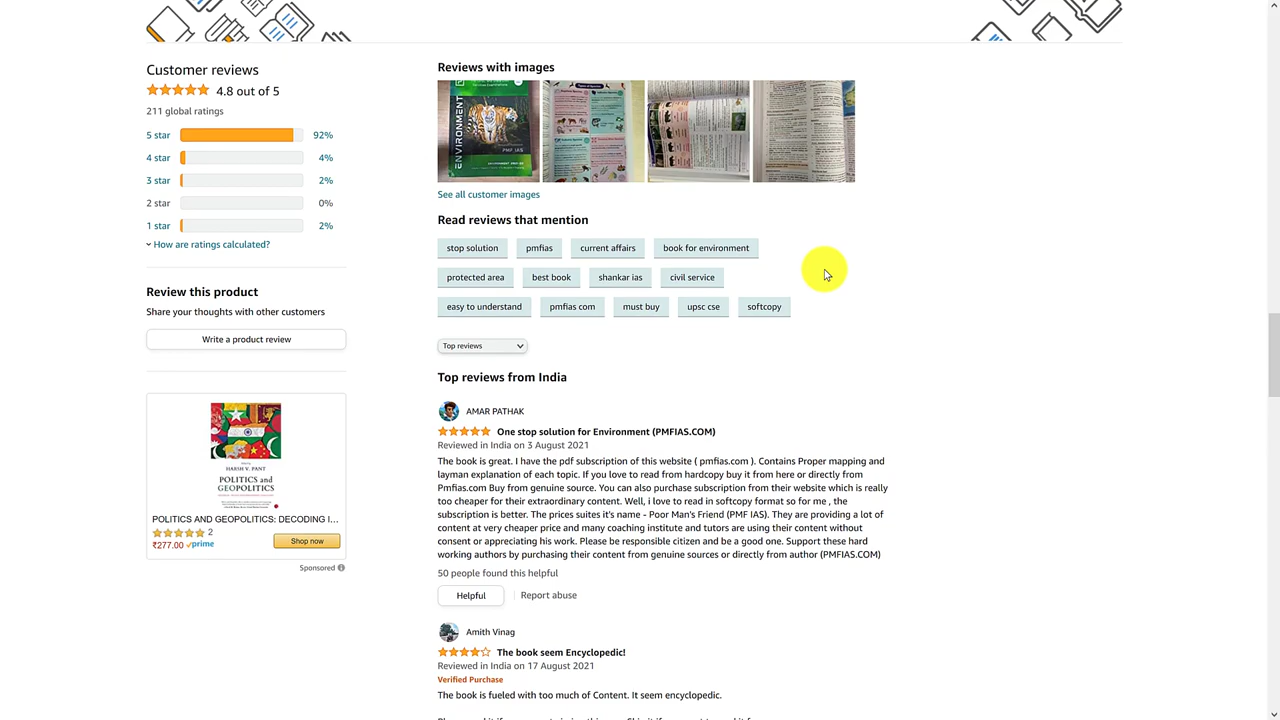 Customer reviews
4.8 out of 5
211 global ratings
5 star 92%
4 star 4%
3 star 2%
2 star 0%
1 star 2%
How are ratings calculated?
Review this product
Share your thoughts with other customers
Write a product review
HARSH V. PANT
POLITICS and
GEOPOLITICS
POLITICS AND GEOPOLITICS: DECODING I...
2
₹277.00 prime
Shop now
Sponsored
Reviews with images
ENVIRONMENT
PMF IAS
See all customer images
Read reviews that mention
stop solution pmfias current affairs book for environment
protected area best book shankar ias civil service
easy to understand pmfias com must buy upsc cse softcopy
Top reviews
Top reviews from India
AMAR PATHAK
One stop solution for Environment (PMFIAS.COM)
Reviewed in India on 3 August 2021
The book is great. I have the pdf subscription of this website ( pmfias.com ). Contains Proper mapping and
layman explanation of each topic. If you love to read from hardcopy buy it from here or directly from
Pmfias.com Buy from genuine source. You can also purchase subscription from their website which is really
too cheaper for their extraordinary content. Well, i love to read in softcopy format so for me , the
subscription is better. The prices suites it's name - Poor Man's Friend (PMF IAS). They are providing a lot of
content at very cheaper price and many coaching institute and tutors are using their content without
consent or appreciating his work. Please be responsible citizen and be a good one. Support these hard
working authors by purchasing their content from genuine sources or directly from author (PMFIAS.COM)
50 people found this helpful
Helpful Report abuse
Amith Vinag
The book seem Encyclopedic!
Reviewed in India on 17 August 2021
Verified Purchase
The book is fueled with too much of Content. It seem encyclopedic.